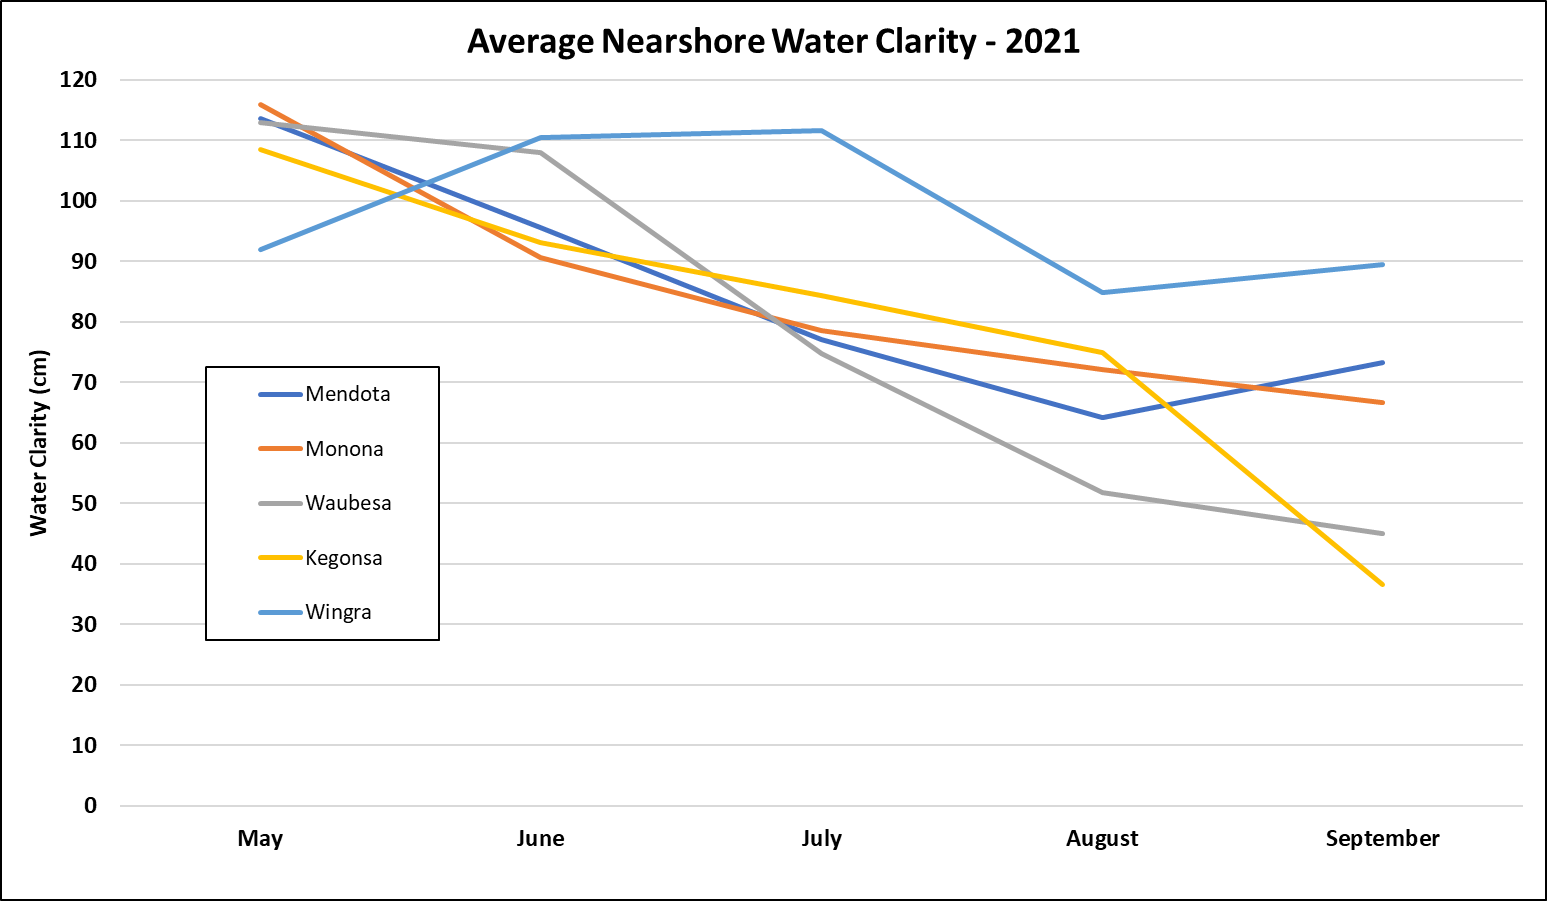 Average Nearshore Water Clarity - 2021
120
110
100
90
80
70
60
50
40
30
20
10
0
Water Clarity (cm)
Mendota
Monona
Waubesa
Kegonsa
Wingra
May June July August September